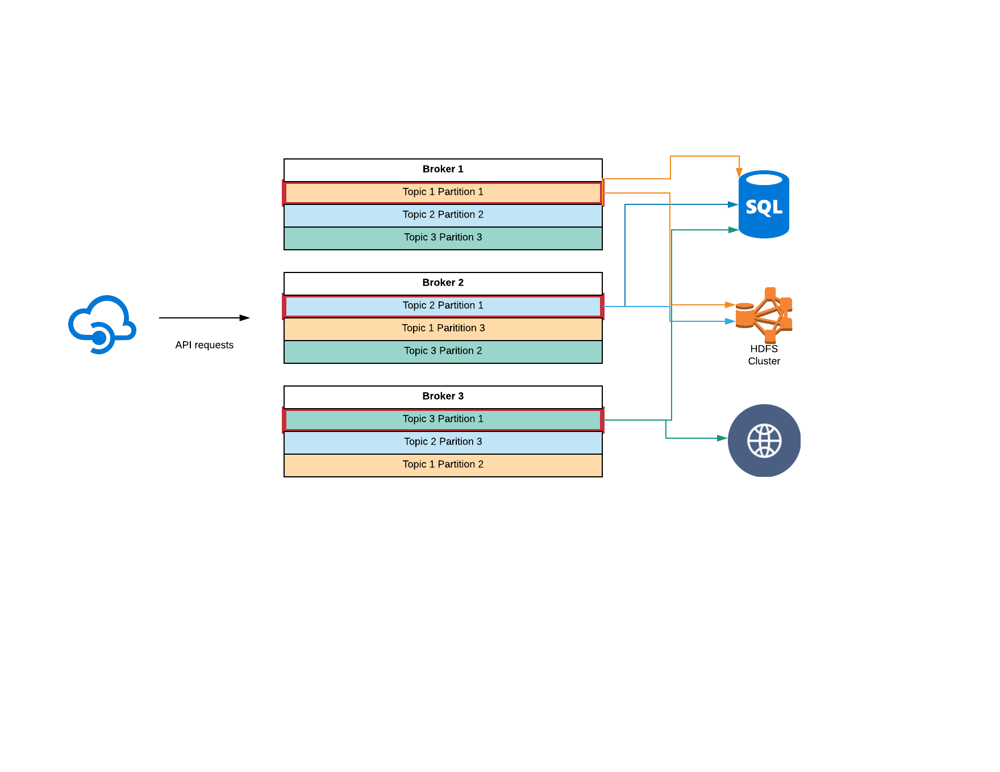 Broker 1
Topic 1 Partition 1
Topic 2 Partition 2
Topic 3 Parition 3
API requests
Broker 2
Topic 2 Partition 1
Topic 1 Paritition 3
Topic 3 Parition 2
Broker 3
Topic 3 Partition 1
Topic 2 Parition 3
Topic 1 Partition 2
SQL
HDFS
Cluster